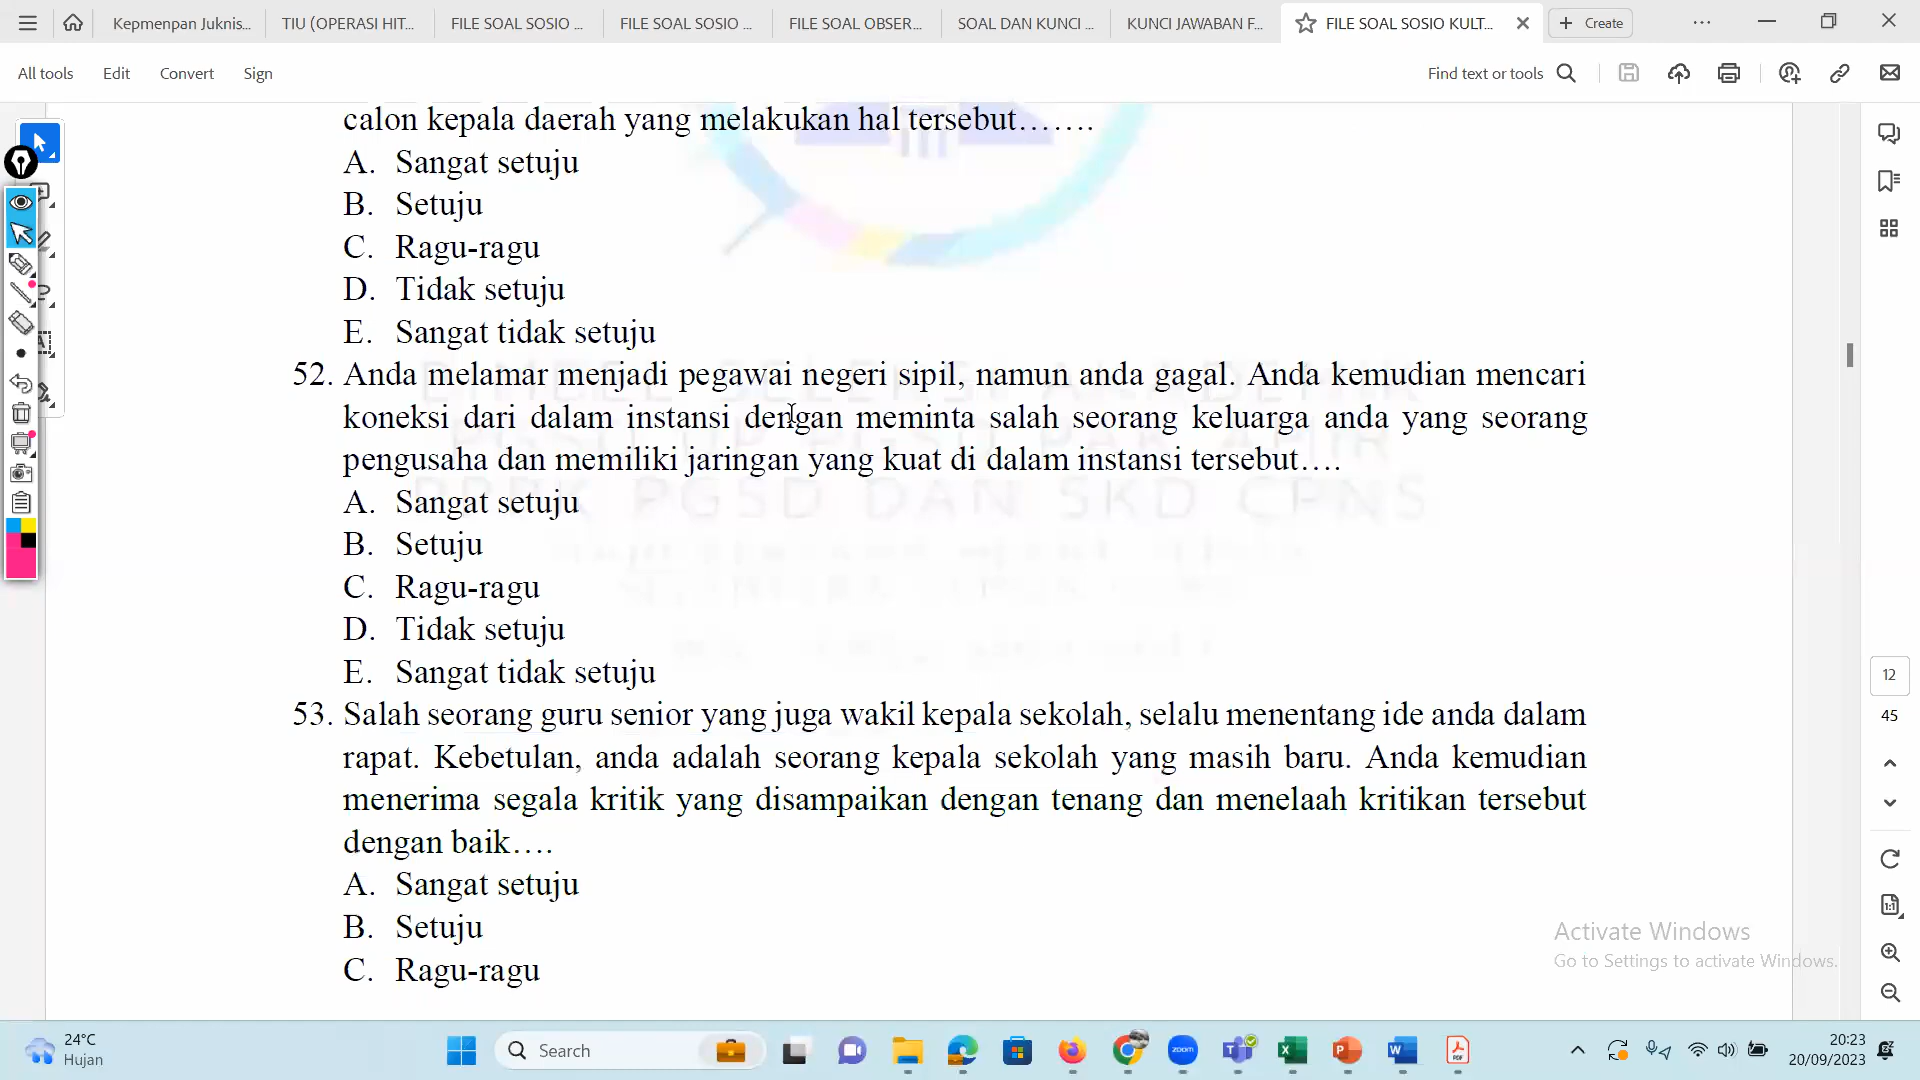 Kepmenpan Juknis...
TIU (OPERASI HIT...
FILE SOAL SOSIO ...
FILE SOAL SOSIO ...
FILE SOAL OBSER...
SOAL DAN KUNCI ...
KUNCI JAWABAN F...
FILE SOAL SOSIO KULT...
Create
All tools
Edit
Convert
Sign
Find text or tools
calon kepala daerah yang melakukan hal tersebut…….
A. Sangat setuju
B. Setuju
C. Ragu-ragu
D. Tidak setuju
E. Sangat tidak setuju
52. Anda melamar menjadi pegawai negeri sipil, namun anda gagal. Anda kemudian mencari
koneksi dari dalam instansi dengan meminta salah seorang keluarga anda yang seorang
pengusaha dan memiliki jaringan yang kuat di dalam instansi tersebut….
A. Sangat setuju
B. Setuju
C. Ragu-ragu
D. Tidak setuju
E. Sangat tidak setuju
53. Salah seorang guru senior yang juga wakil kepala sekolah, selalu menentang ide anda dalam
rapat. Kebetulan, anda adalah seorang kepala sekolah yang masih baru. Anda kemudian
menerima segala kritik yang disampaikan dengan tenang dan menelaah kritikan tersebut
dengan baik….
A. Sangat setuju
B. Setuju
C. Ragu-ragu
12
45
Activate Windows
Go to Settings to activate Windows.
24°C
Hujan
Search
zoom
20:23
20/09/2023